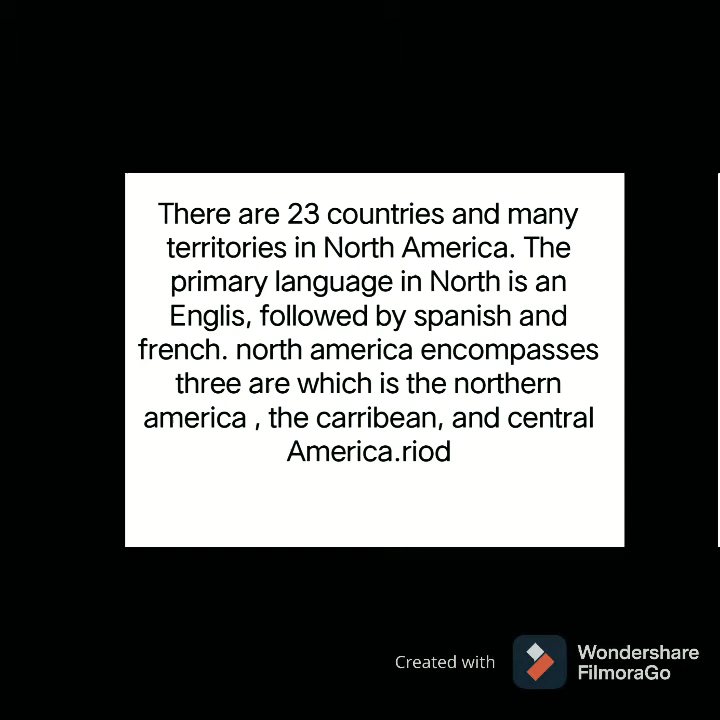 There are 23 countries and many
territories in North America. The
primary language in North is an
Englis, followed by spanish and
french. north america encompasses
three are which is the northern
america , the carribean, and central
America.riod
Created with
Wondershare
FilmoraGo